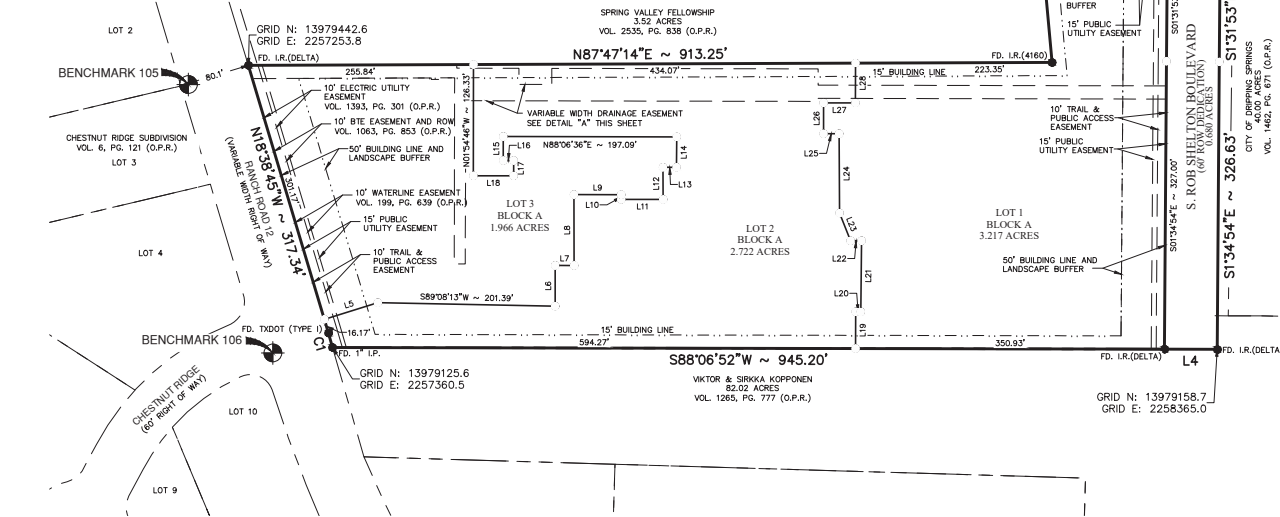 LOT 2
GRID N: 13979442.6
GRID E: 2257253.8
FD. I.R.(DELTA)
SPRING VALLEY FELLOWSHIP
3.52 ACRES
VOL. 2535, PG. 838 (O.P.R.)
N87°47'14"E ~ 913.25'
FD. I.R.(4160)
BUFFER
15' PUBLIC
UTILITY EASEMENT
BENCHMARK 105
80.1'
255.84'
434.07'
15' BUILDING LINE
223.35'
10' ELECTRIC UTILITY
EASEMENT
VOL. 1393, PG. 301 (O.P.R.)
10' BTE EASEMENT AND ROW
VOL. 1063, PG. 853 (O.P.R.)
50' BUILDING LINE AND
LANDSCAPE BUFFER
10' WATERLINE EASEMENT
VOL. 199, PG. 639 (O.P.R.)
15' PUBLIC
UTILITY EASEMENT
10' TRAIL &
PUBLIC ACCESS
EASEMENT
CHESTNUT RIDGE SUBDIVISION
VOL. 6, PG. 121 (O.P.R.)
LOT 3
N18°38'45"W ~ 317.34'
RANCH ROAD 12
(VARIABLE WIDTH RIGHT OF WAY)
301.17'
N01°54'46"W ~ 126.33'
VARIABLE WIDTH DRAINAGE EASEMENT
SEE DETAIL "A" THIS SHEET
L28
L27
L26
L25
L24
L23
L22
L21
L20
L19
L15
L16
L17
L18
N88°06'36"E ~ 197.09'
L14
L13
L12
L11
L10
L9
L8
L7
L6
L5
LOT 3
BLOCK A
1.966 ACRES
LOT 2
BLOCK A
2.722 ACRES
LOT 1
BLOCK A
3.217 ACRES
10' TRAIL &
PUBLIC ACCESS
EASEMENT
15' PUBLIC
UTILITY EASEMENT
50' BUILDING LINE AND
LANDSCAPE BUFFER
S01°34'54"E ~ 327.00'
S. ROB SHELTON BOULEVARD
(60' ROW DEDICATION)
0.680 ACRES
S1°31'53"
S1°34'54"E ~ 326.63'
CITY OF DRIPPING SPRINGS
40.00 ACRES
VOL. 1462, PG. 671 (O.P.R.)
LOT 4
S89°08'13"W ~ 201.39'
FD. TXDOT (TYPE I)
16.17'
C1
BENCHMARK 106
15' BUILDING LINE
594.27'
350.93'
FD. 1" I.P.
S88°06'52"W ~ 945.20'
FD. I.R.(DELTA)
L4
FD. I.R.(DELTA
GRID N: 13979125.6
GRID E: 2257360.5
VIKTOR & SIRKKA KOPPONEN
82.02 ACRES
VOL. 1265, PG. 777 (O.P.R.)
GRID N: 13979158.7
GRID E: 2258365.0
CHESTNUT RIDGE
(60' RIGHT OF WAY)
LOT 10
LOT 9